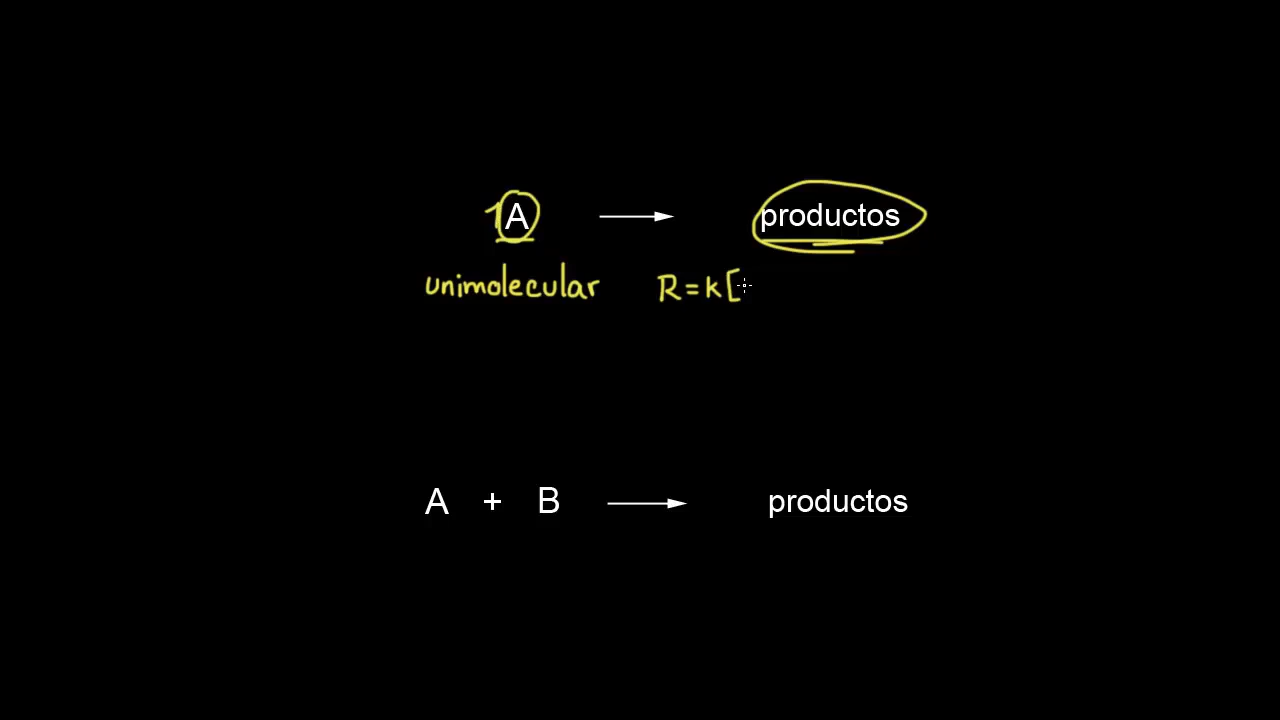 1A → productos
unimolecular R = k [
A + B → productos